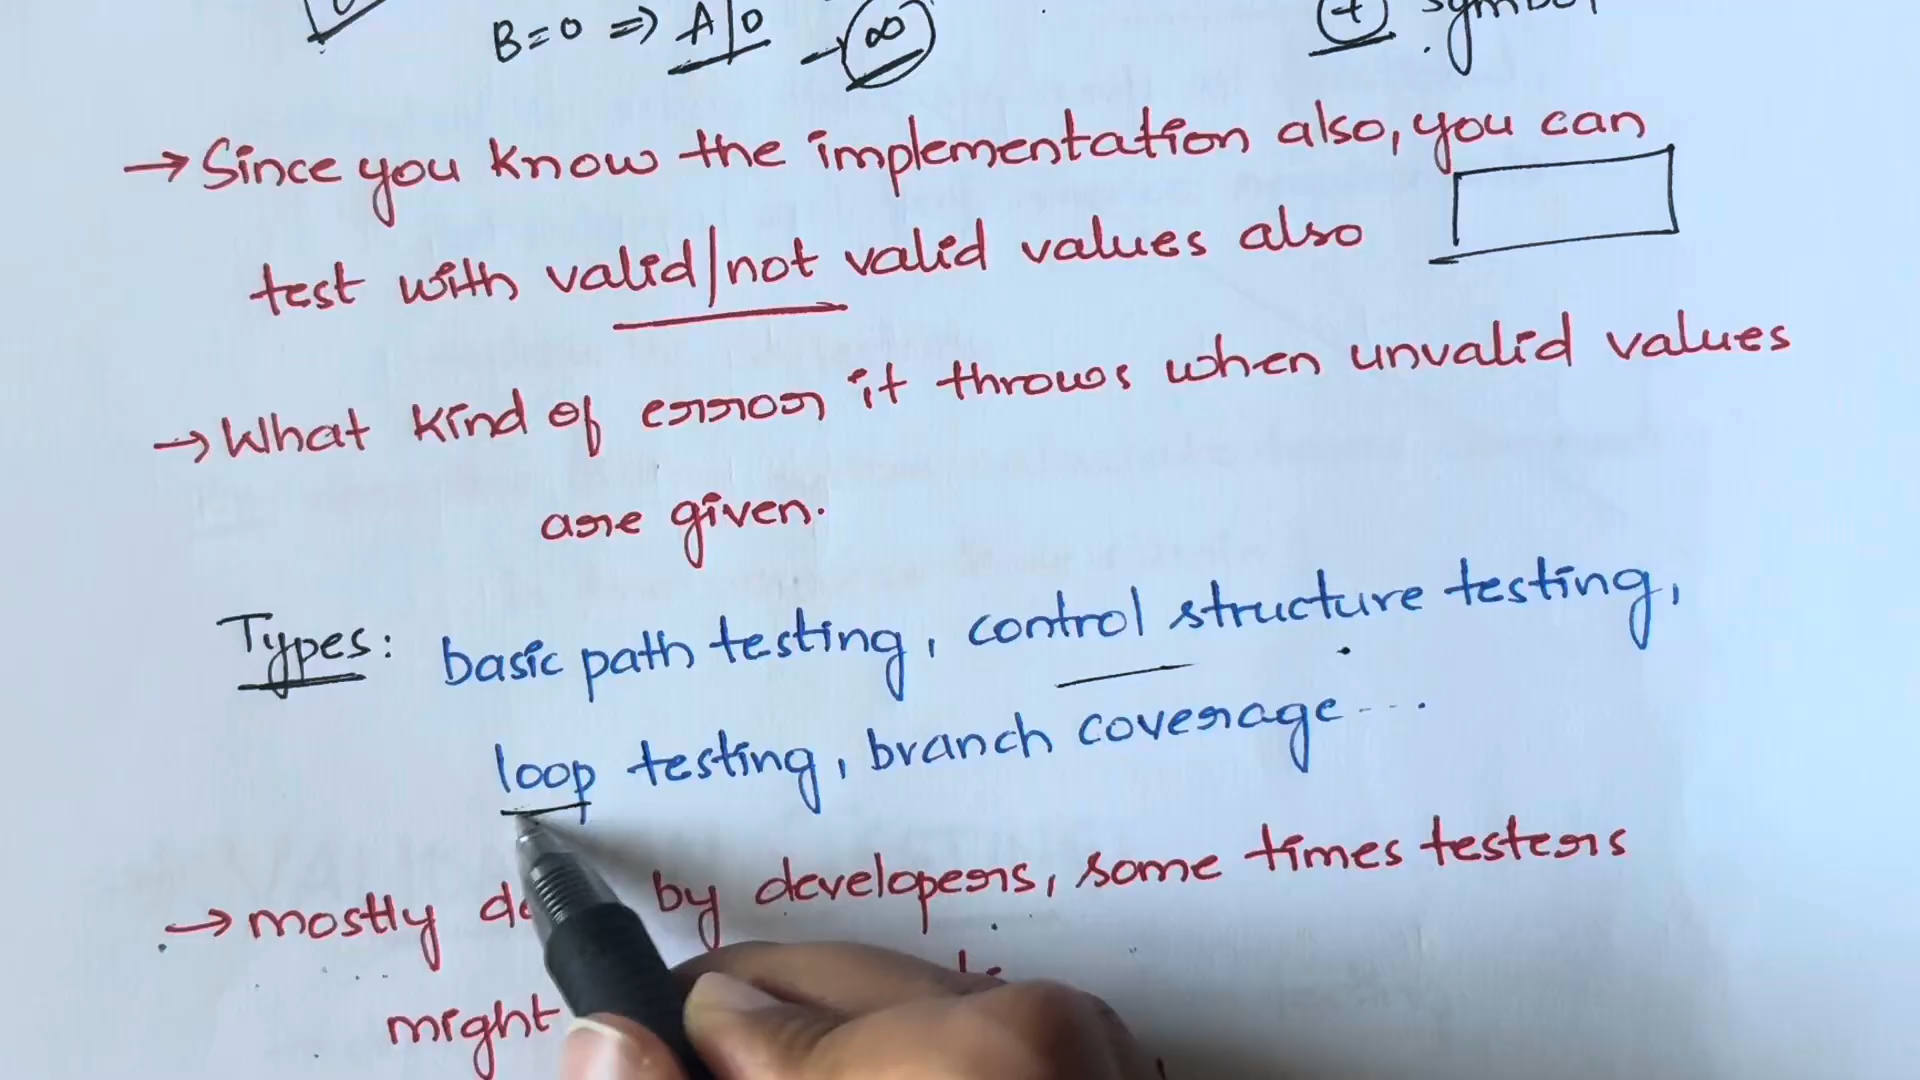 B=0 => A/0 → ∞ + symbol
→ Since you know the implementation also, you can
test with valid/not valid values also
→ What kind of error it throws when unvalid values
are given.
Types: basic path testing, control structure testing,
loop testing, branch coverage ....
→ mostly by developers, some times testers
might